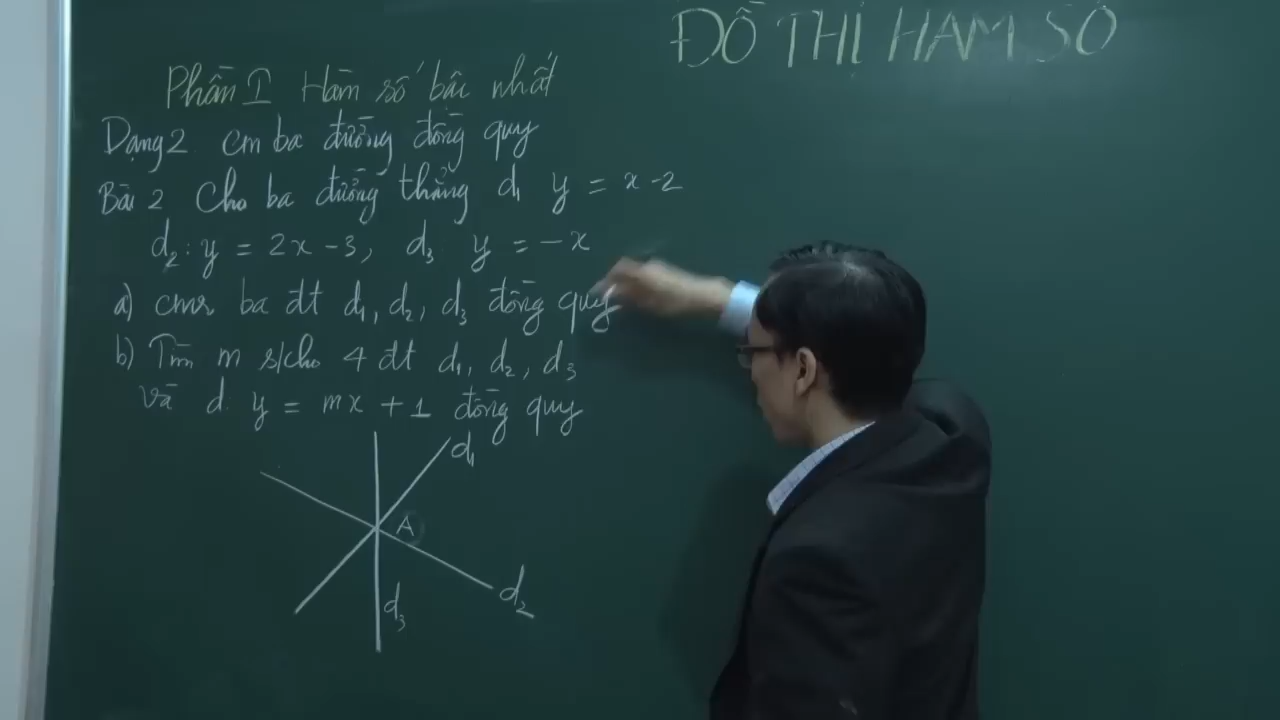 ĐỒ THỊ HÀM SỐ
Phần I Hàm số bậc nhất
Dạng 2 cm ba đường đồng quy
Bài 2 Cho ba đường thẳng d₁ y = x - 2
d₂: y = 2x - 3, d₃ y = -x
a) cmr ba đt d₁, d₂, d₃ đồng quy
b) Tìm m s/cho 4 đt d₁, d₂, d₃
và d y = mx + 1 đồng quy
d₁
A
d₂
d₃